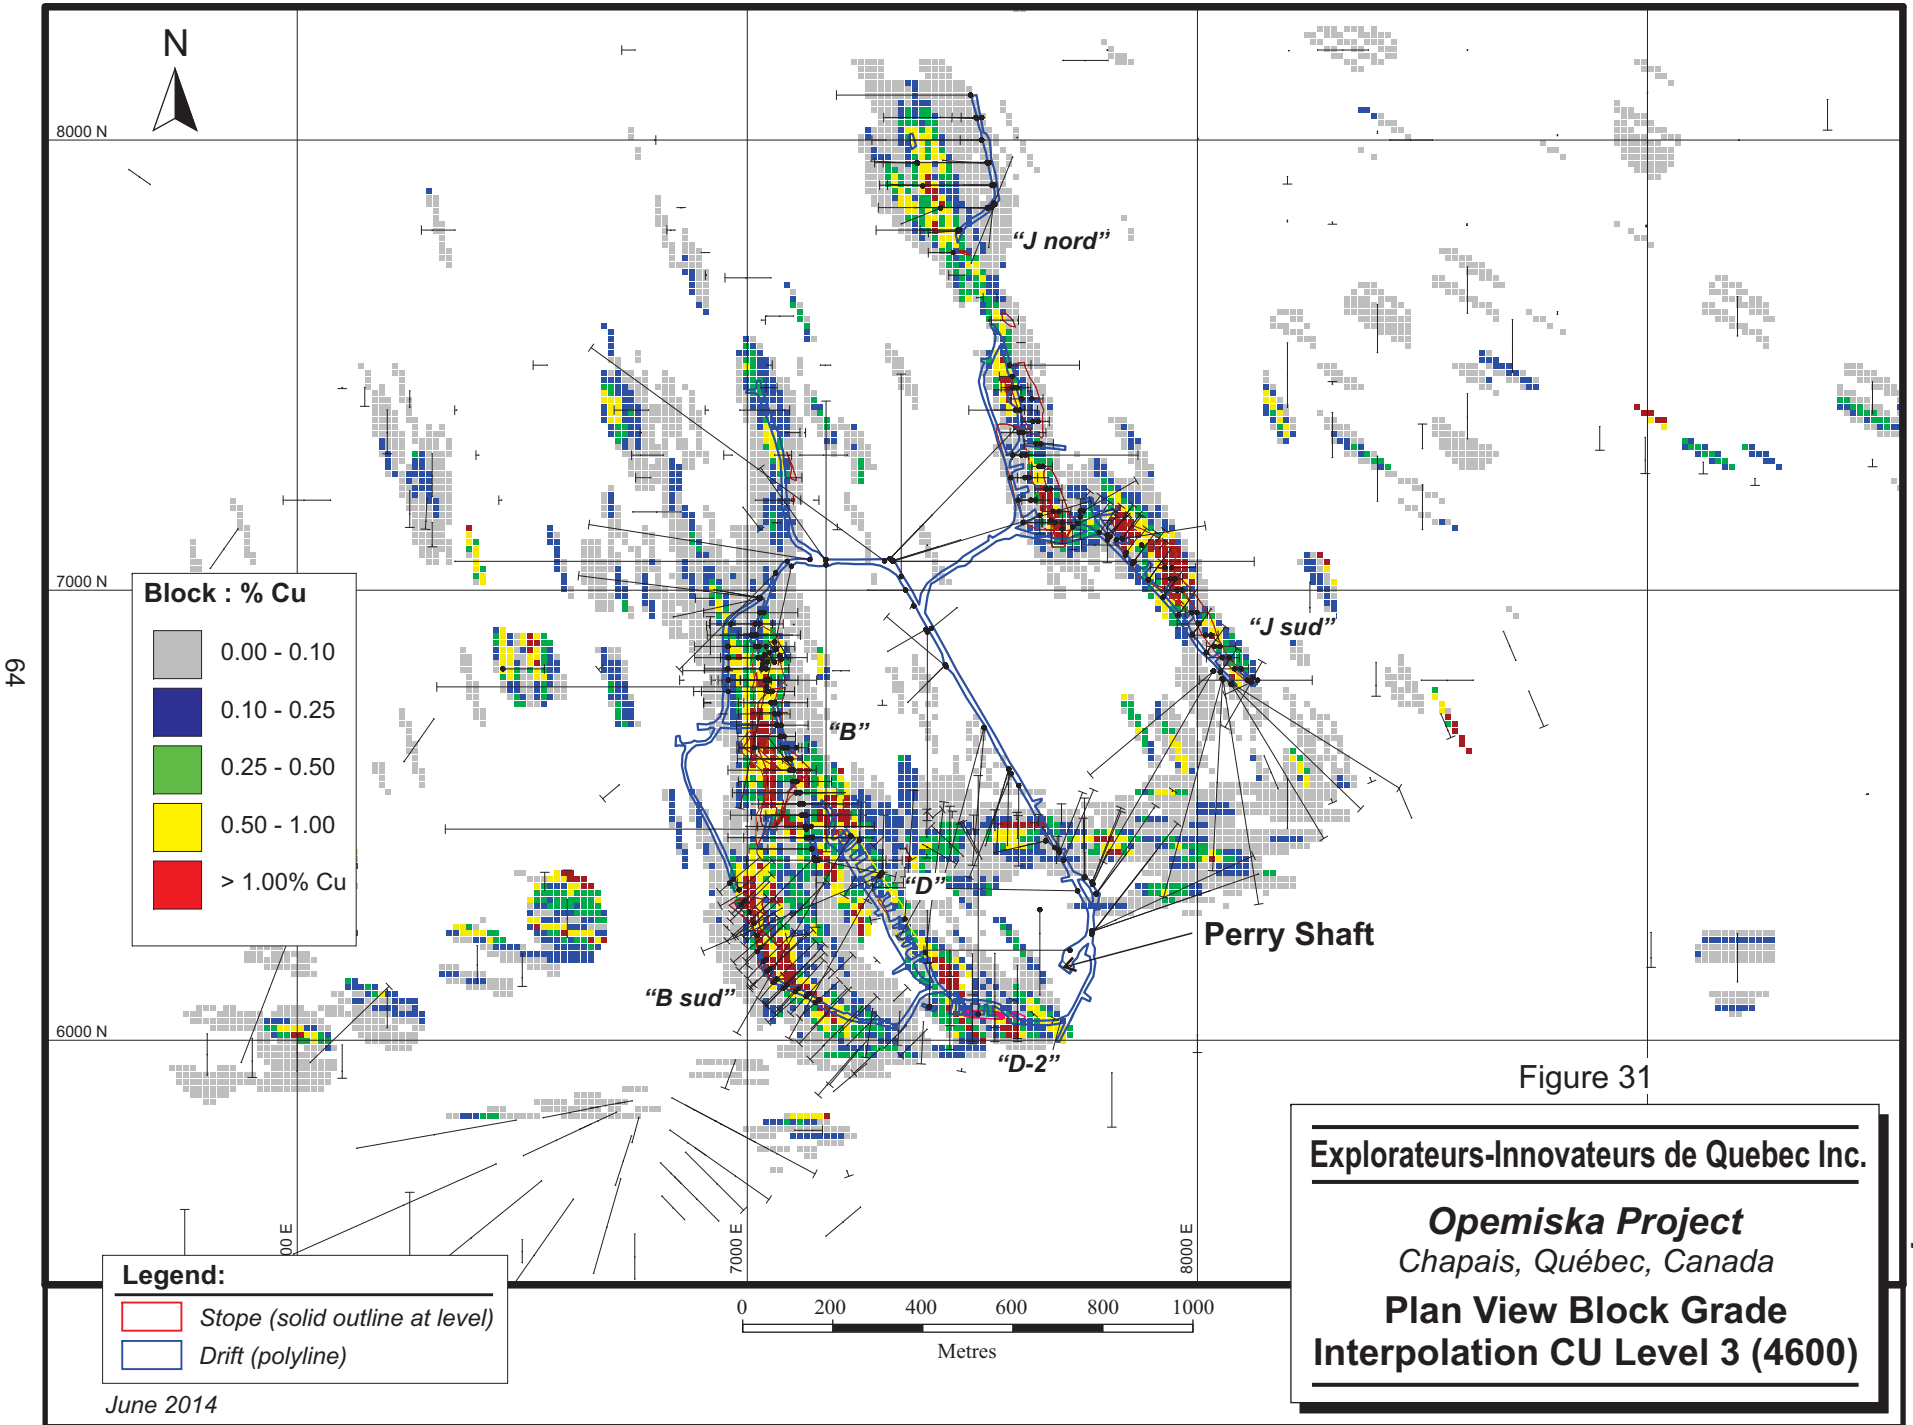 N
8000 N
“J nord”
7000 N
Block : % Cu
0.00 - 0.10
0.10 - 0.25
0.25 - 0.50
0.50 - 1.00
> 1.00% Cu
“J sud”
64
“B”
“D”
Perry Shaft
“B sud”
6000 N
“D-2”
Figure 31
Explorateurs-Innovateurs de Quebec Inc.
Opemiska Project
Chapais, Québec, Canada
Plan View Block Grade
Interpolation CU Level 3 (4600)
00 E
7000 E
8000 E
Legend:
Stope (solid outline at level)
Drift (polyline)
0 200 400 600 800 1000
Metres
June 2014